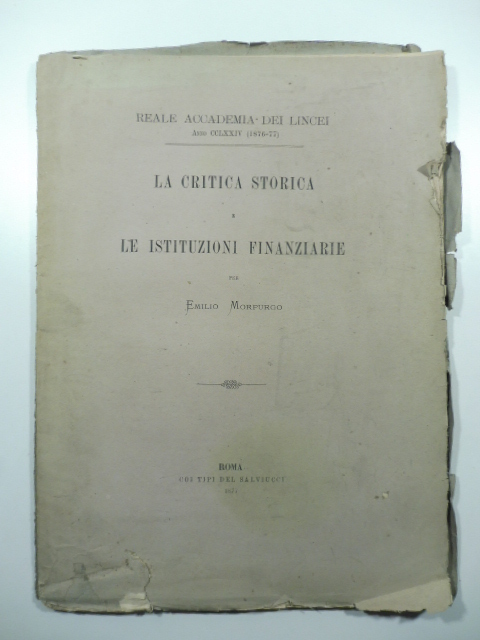 REALE ACCADEMIA DEI LINCEI
ANNO CCLXXIV (1876-77)
LA CRITICA STORICA
E
LE ISTITUZIONI FINANZIARIE
PER
EMILIO MORPURGO
ROMA
COI TIPI DEL SALVIUCCI